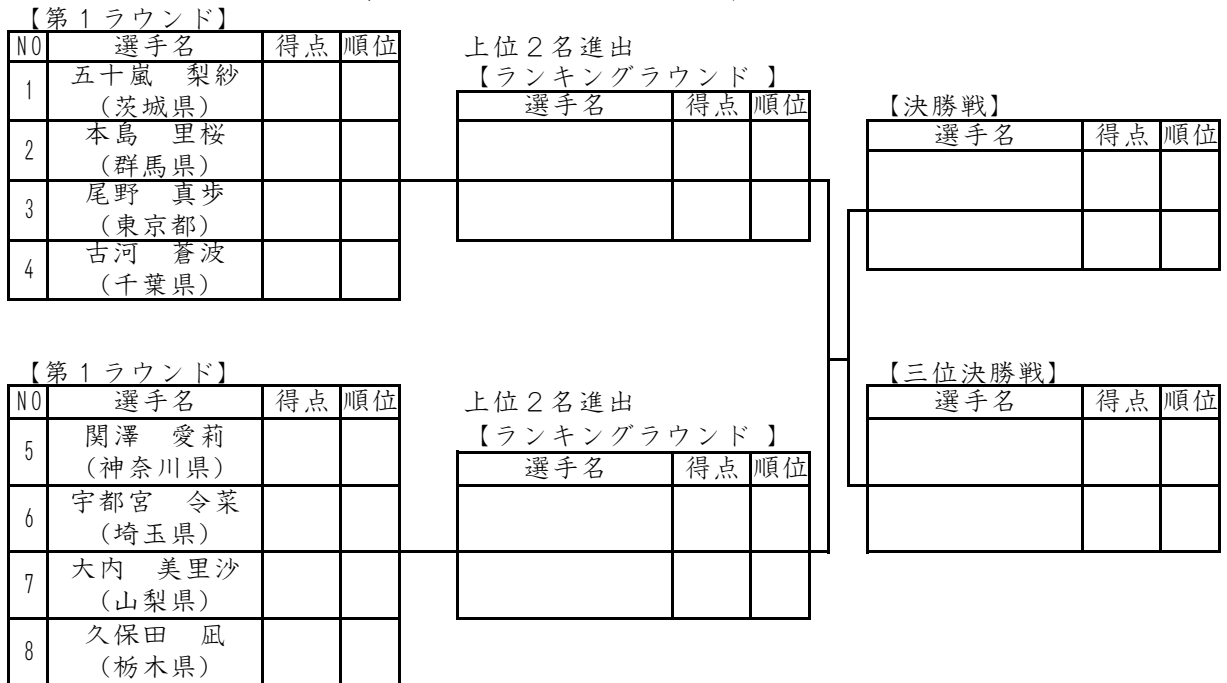 【第１ラウンド】
NO 選手名 得点 順位
1 五十嵐　梨紗
（茨城県）
2 本島　里桜
（群馬県）
3 尾野　真歩
（東京都）
4 古河　蒼波
（千葉県）
上位２名進出
【ランキングラウンド 】
選手名 得点 順位
【決勝戦】
選手名 得点 順位
【第１ラウンド】
NO 選手名 得点 順位
5 関澤　愛莉
（神奈川県）
6 宇都宮　令菜
（埼玉県）
7 大内　美里沙
（山梨県）
8 久保田　凪
（栃木県）
上位２名進出
【ランキングラウンド 】
選手名 得点 順位
【三位決勝戦】
選手名 得点 順位